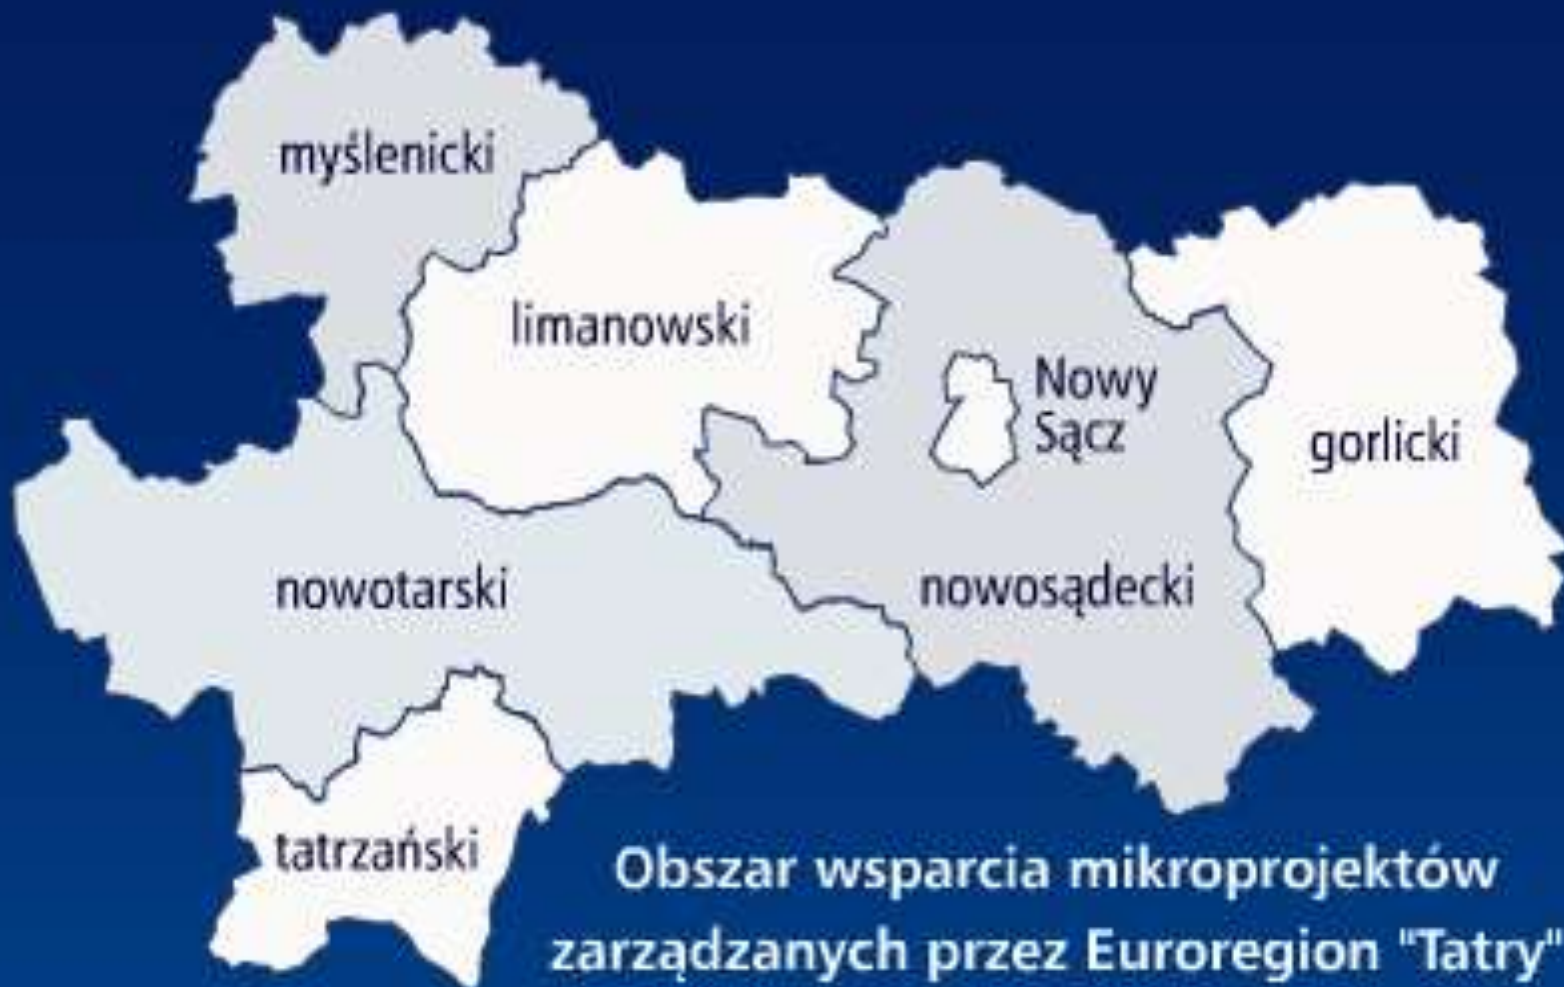 myślenicki
limanowski
Nowy
Sącz
gorlicki
nowotarski
nowosądecki
tatrzański
Obszar wsparcia mikroprojektów
zarządzanych przez Euroregion "Tatry"